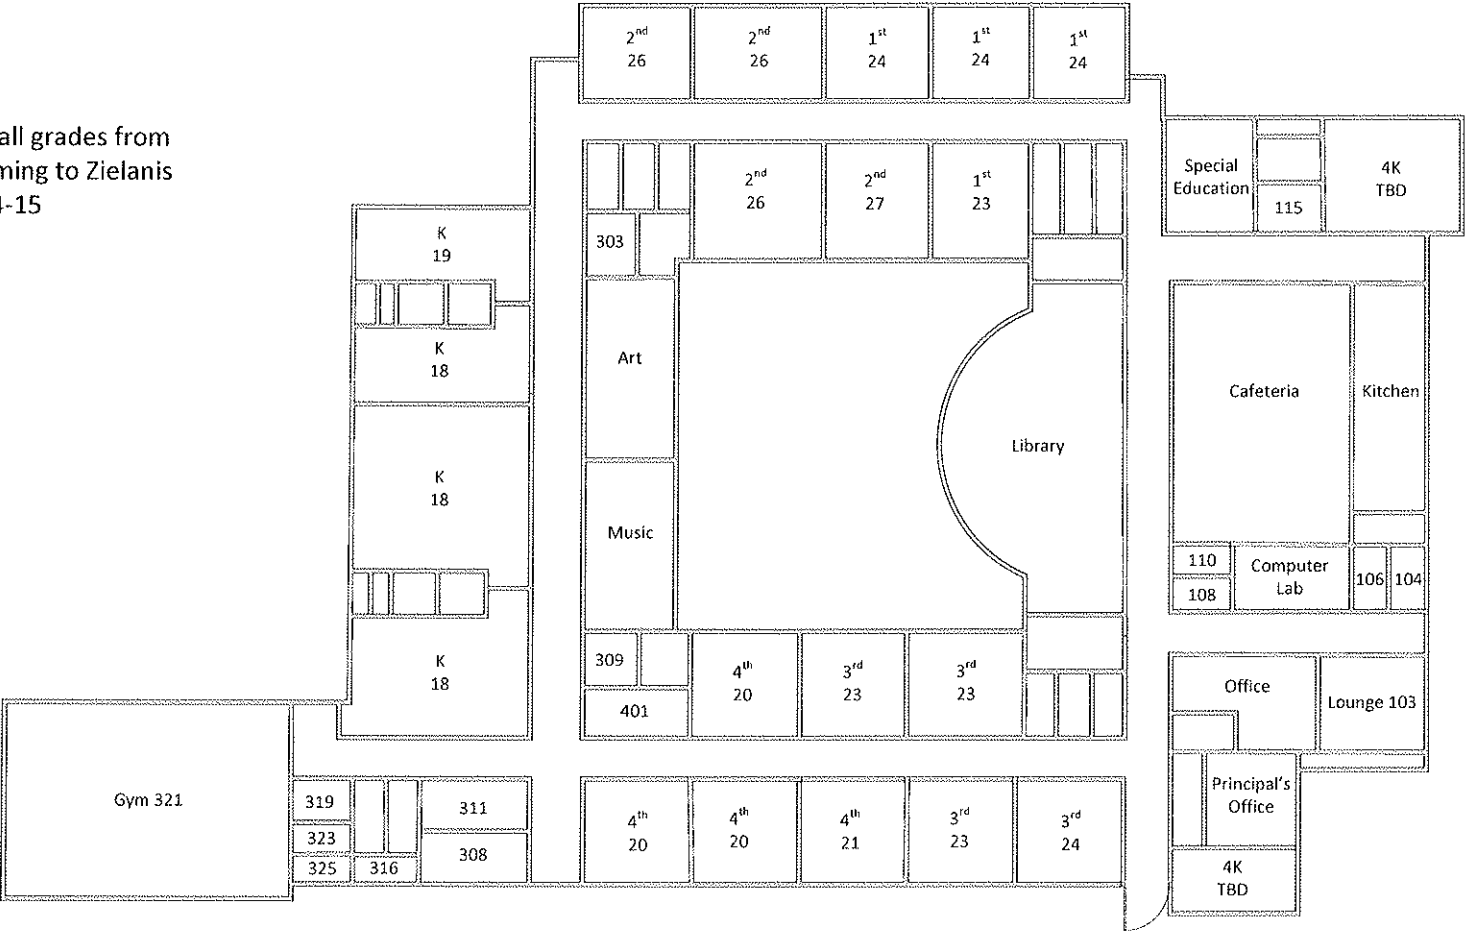 all grades from
ming to Zielanis
-15
2nd
26
2nd
26
1st
24
1st
24
1st
24
2nd
26
2nd
27
1st
23
Special
Education
115
4K
TBD
303
K
19
K
18
K
18
K
18
Art
Music
Library
Cafeteria
Kitchen
110
108
Computer
Lab
106
104
309
401
4th
20
3rd
23
3rd
23
Office
Lounge 103
Principal's
Office
4K
TBD
Gym 321
319
323
325
316
311
308
4th
20
4th
20
4th
21
3rd
23
3rd
24